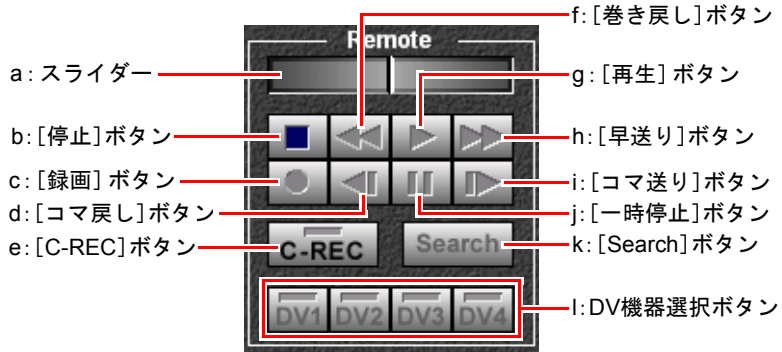 Remote
a:スライダー
b:[停止]ボタン
c:[録画]ボタン
d:[コマ戻し]ボタン
e:[C-REC]ボタン
f:[巻き戻し]ボタン
g:[再生]ボタン
h:[早送り]ボタン
i:[コマ送り]ボタン
j:[一時停止]ボタン
k:[Search]ボタン
l:DV機器選択ボタン
C-REC
Search
DV1 DV2 DV3 DV4